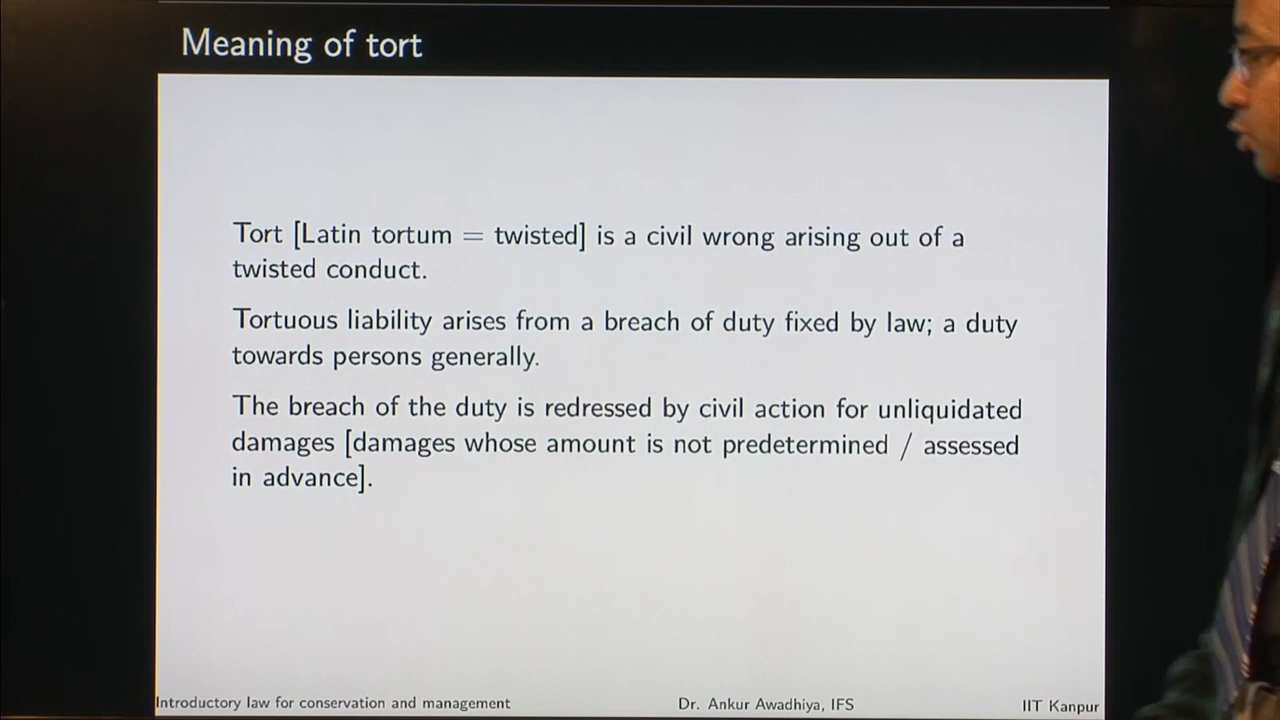 Meaning of tort
Tort [Latin tortum = twisted] is a civil wrong arising out of a
twisted conduct.
Tortuous liability arises from a breach of duty fixed by law; a duty
towards persons generally.
The breach of the duty is redressed by civil action for unliquidated
damages [damages whose amount is not predetermined / assessed
in advance].
Introductory law for conservation and management Dr. Ankur Awadhiya, IFS IIT Kanpur